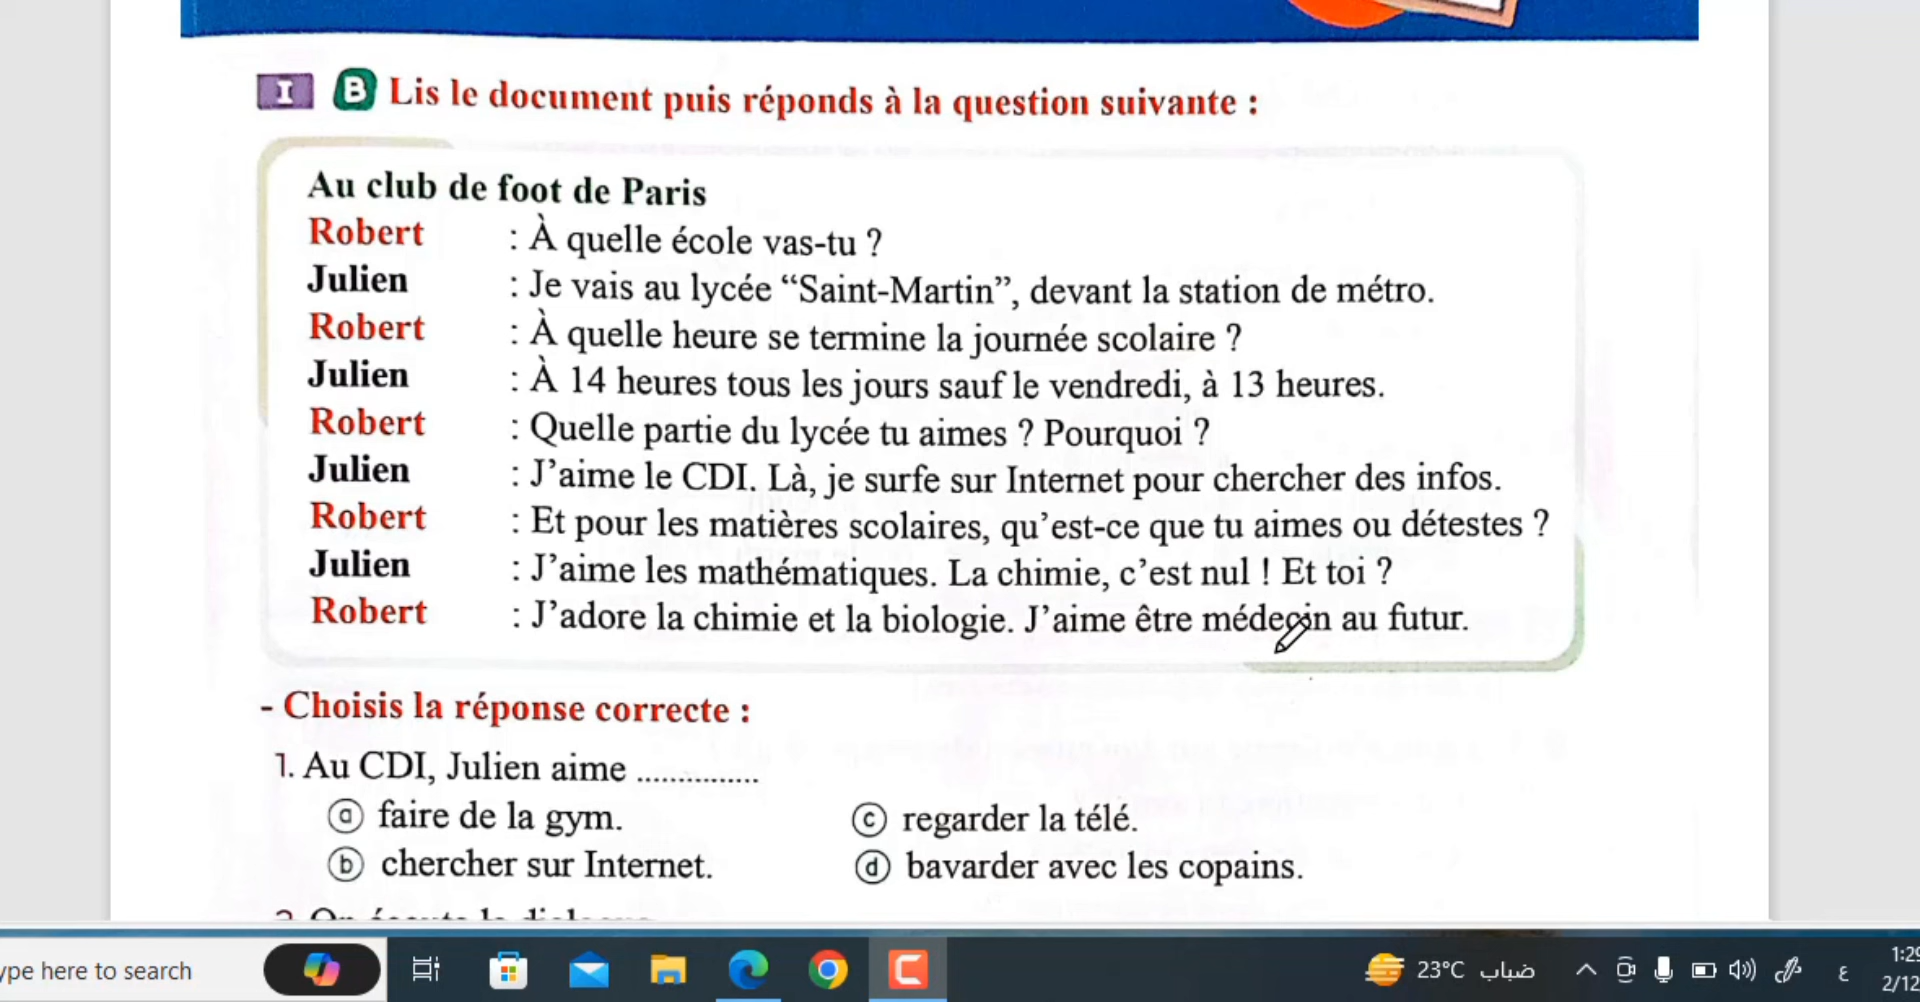 I B Lis le document puis réponds à la question suivante :
Au club de foot de Paris
Robert : À quelle école vas-tu ?
Julien : Je vais au lycée “Saint-Martin”, devant la station de métro.
Robert : À quelle heure se termine la journée scolaire ?
Julien : À 14 heures tous les jours sauf le vendredi, à 13 heures.
Robert : Quelle partie du lycée tu aimes ? Pourquoi ?
Julien : J’aime le CDI. Là, je surfe sur Internet pour chercher des infos.
Robert : Et pour les matières scolaires, qu’est-ce que tu aimes ou détestes ?
Julien : J’aime les mathématiques. La chimie, c’est nul ! Et toi ?
Robert : J’adore la chimie et la biologie. J’aime être médecin au futur.
- Choisis la réponse correcte :
1. Au CDI, Julien aime ...............
a faire de la gym.
c regarder la télé.
b chercher sur Internet.
d bavarder avec les copains.
ype here to search
23°C ضباب
ع
1:29
2/12